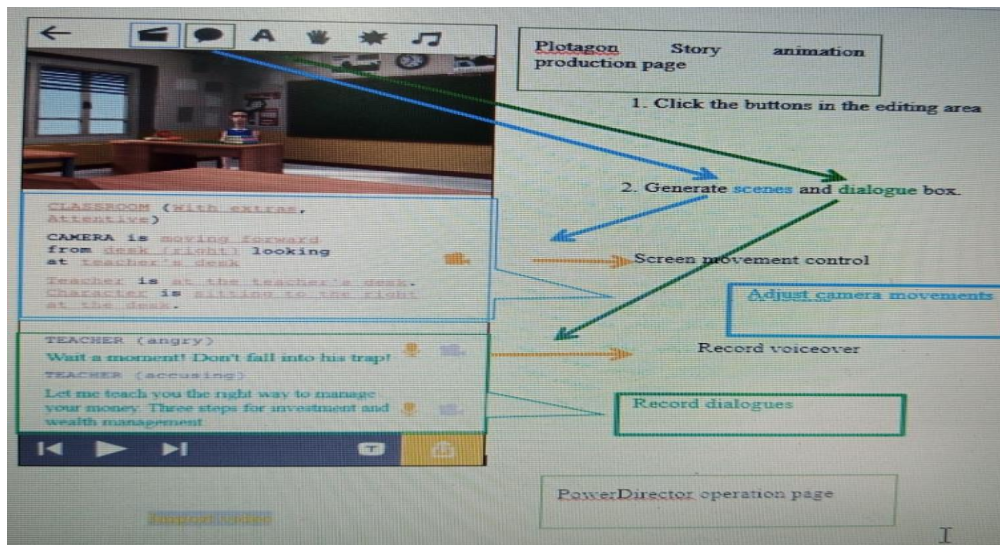 Plotagon Story animation
production page
1. Click the buttons in the editing area
2. Generate scenes and dialogue box.
CLASSROOM (With extras,
Attentive)
CAMERA is moving forward
from desk (right) looking
at teacher's desk
Teacher is at the teacher's desk.
Character is sitting to the right
at the desk.
Screen movement control
Adjust camera movements
TEACHER (angry)
Wait a moment! Don't fall into his trap!
TEACHER (accusing)
Let me teach you the right way to manage
your money. Three steps for investment and
wealth management
Record voiceover
Record dialogues
PowerDirector operation page